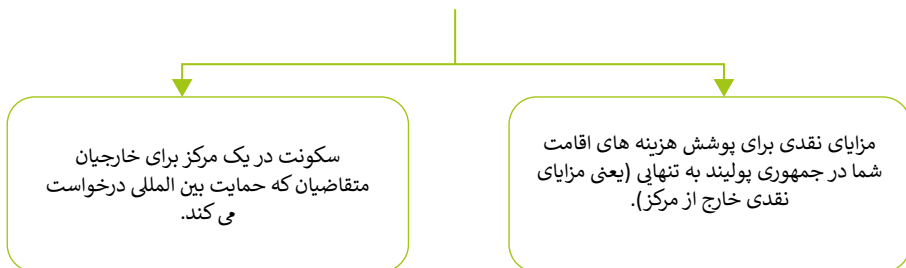 مزایای نقدی برای پوشش هزینه های اقامت
شما در جمهوری پولیند به تنهایی (یعنی مزایای
نقدی خارج از مرکز).
سکونت در یک مرکز برای خارجیان
متقاضیان که حمایت بین المللی درخواست
می کند.